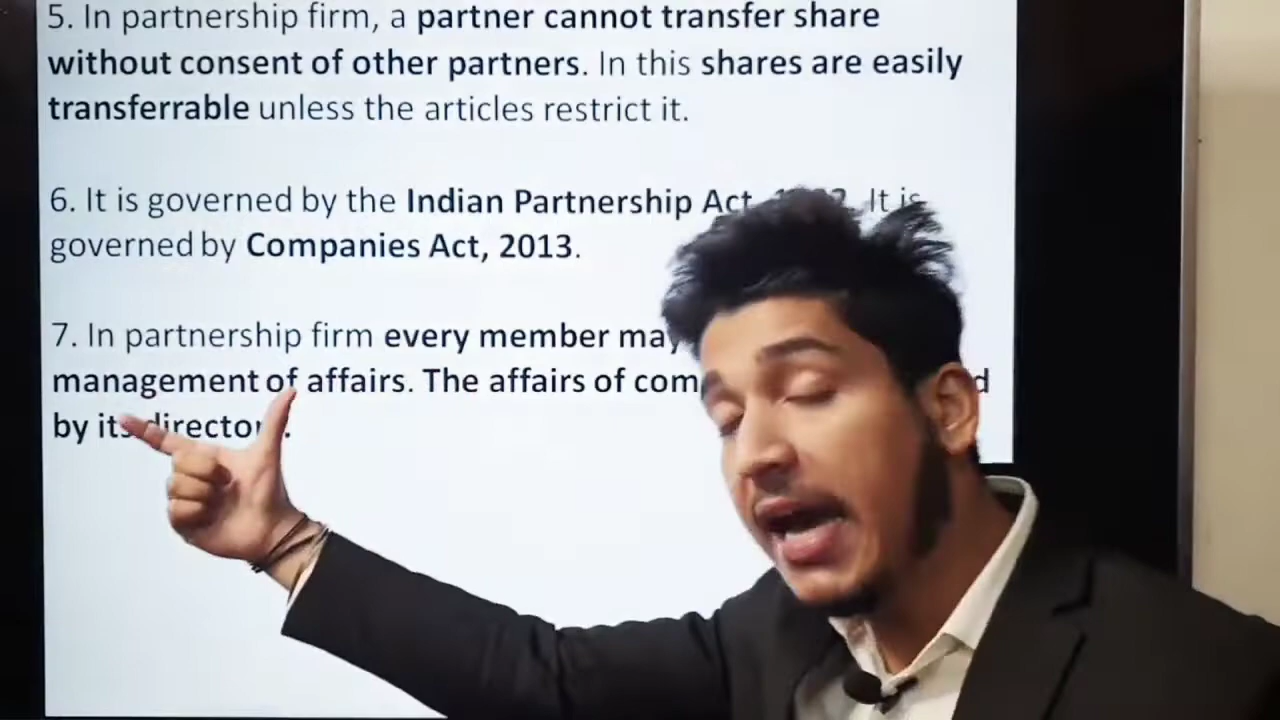 5. In partnership firm, a partner cannot transfer share
without consent of other partners. In this shares are easily
transferrable unless the articles restrict it.
6. It is governed by the Indian Partnership Act, It is
governed by Companies Act, 2013.
7. In partnership firm every member may
management of affairs. The affairs of
by its directors.